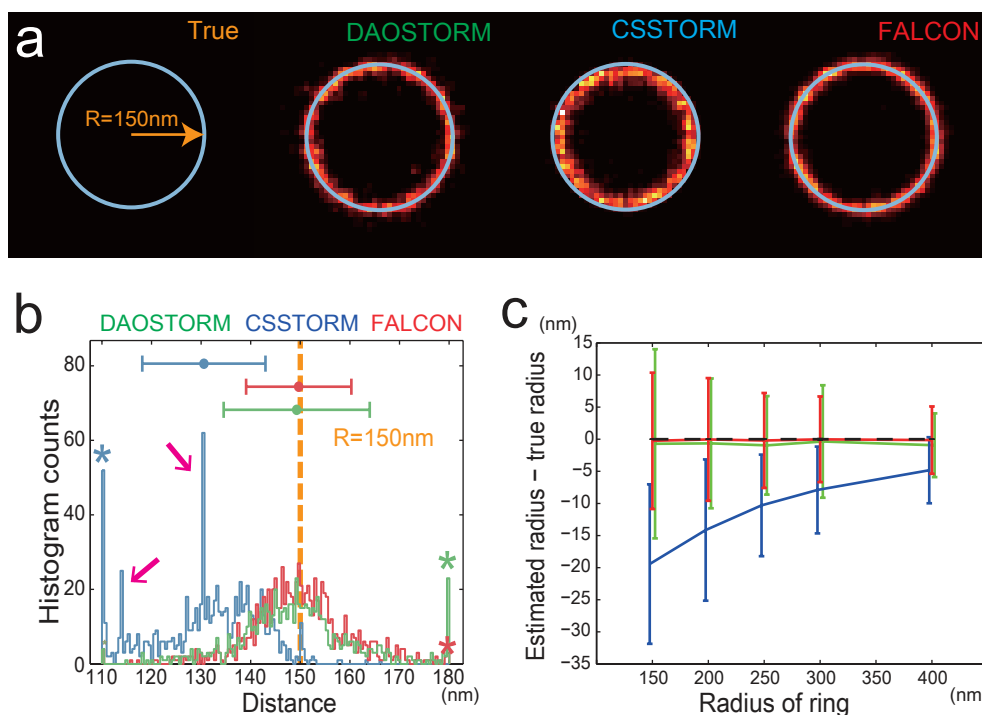 a
True
DAOSTORM
CSSTORM
FALCON
R=150nm
b
DAOSTORM CSSTORM FALCON
80
60
40
20
0
Histogram counts
*
*
*
R=150nm
110 120 130 140 150 160 170 180 (nm)
Distance
c
(nm)
15
10
5
0
−5
−10
−15
−20
−25
−30
−35
Estimated radius − true radius
150 200 250 300 350 400 (nm
Radius of ring